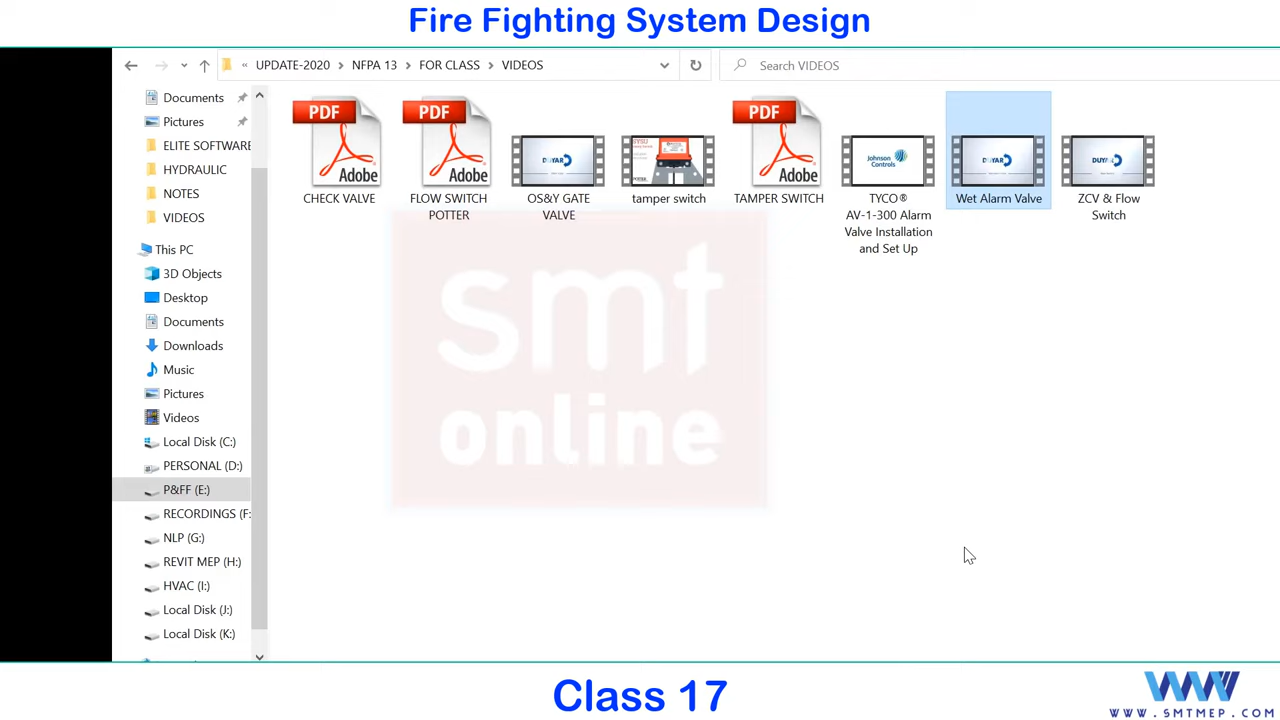 Fire Fighting System Design
« UPDATE-2020 > NFPA 13 > FOR CLASS > VIDEOS
Search VIDEOS
Documents
Pictures
ELITE SOFTWARE
HYDRAULIC
NOTES
VIDEOS
This PC
3D Objects
Desktop
Documents
Downloads
Music
Pictures
Videos
Local Disk (C:)
PERSONAL (D:)
P&FF (E:)
RECORDINGS (F:
NLP (G:)
REVIT MEP (H:)
HVAC (I:)
Local Disk (J:)
Local Disk (K:)
PDF
Adobe
CHECK VALVE
PDF
Adobe
FLOW SWITCH
POTTER
DUYAR
OS&Y GATE
VALVE
tamper switch
PDF
Adobe
TAMPER SWITCH
Johnson
Controls
TYCO®
AV-1-300 Alarm
Valve Installation
and Set Up
DUYAR
Wet Alarm Valve
DUYAR
ZCV & Flow
Switch
smt
online
Class 17
WWW.SMTMEP.COM